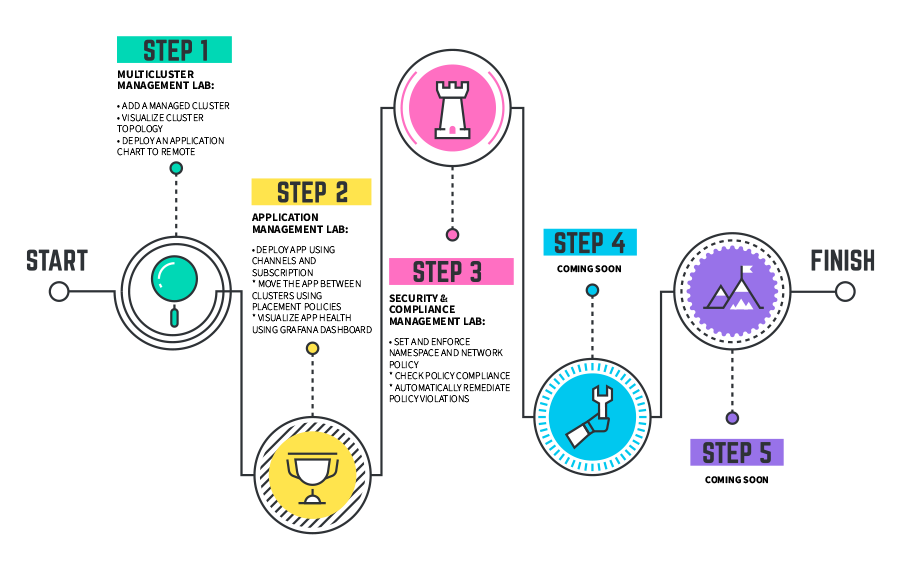 START
STEP 1
MULTICLUSTER
MANAGEMENT LAB:
• ADD A MANAGED CLUSTER
• VISUALIZE CLUSTER
TOPOLOGY
• DEPLOY AN APPLICATION
CHART TO REMOTE
STEP 2
APPLICATION
MANAGEMENT LAB:
• DEPLOY APP USING
CHANNELS AND
SUBSCRIPTION
* MOVE THE APP BETWEEN
CLUSTERS USING
PLACEMENT POLICIES
* VISUALIZE APP HEALTH
USING GRAFANA DASHBOARD
STEP 3
SECURITY &
COMPLIANCE
MANAGEMENT LAB:
• SET AND ENFORCE
NAMESPACE AND NETWORK
POLICY
* CHECK POLICY COMPLIANCE
* AUTOMATICALLY REMEDIATE
POLICY VIOLATIONS
STEP 4
COMING SOON
STEP 5
COMING SOON
FINISH